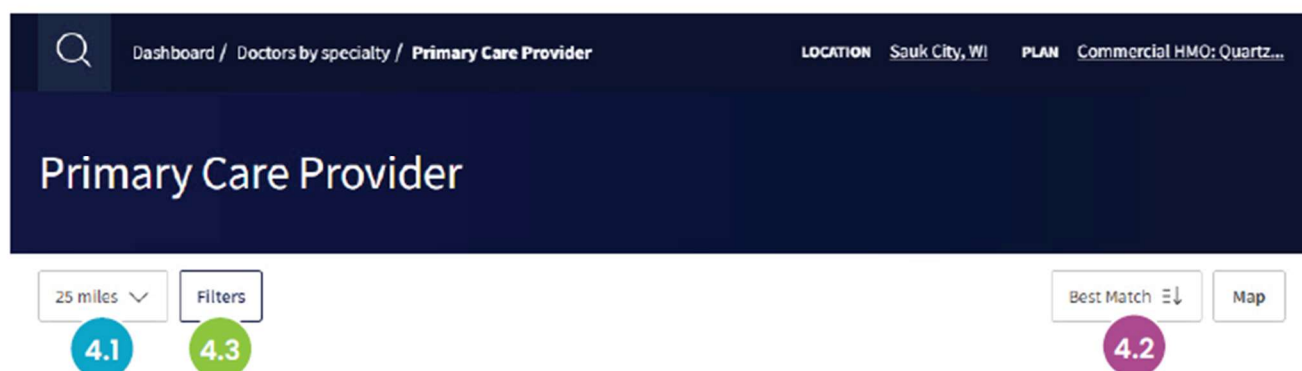 Dashboard / Doctors by specialty / Primary Care Provider LOCATION Sauk City, WI PLAN Commercial HMO: Quartz...
Primary Care Provider
25 miles Filters Best Match Map
4.1 4.3 4.2